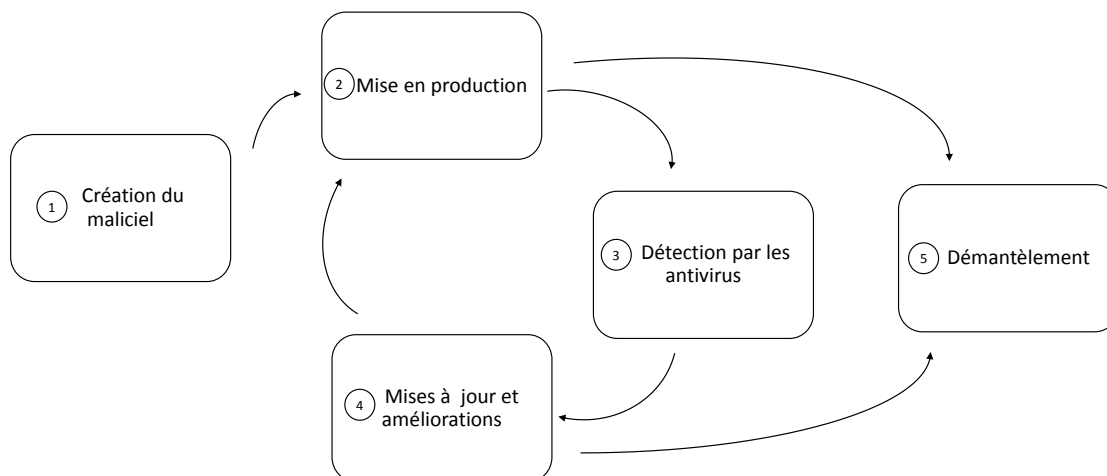 1 Création du
maliciel
2 Mise en production
3 Détection par les
antivirus
4 Mises à jour et
améliorations
5 Démantèlement